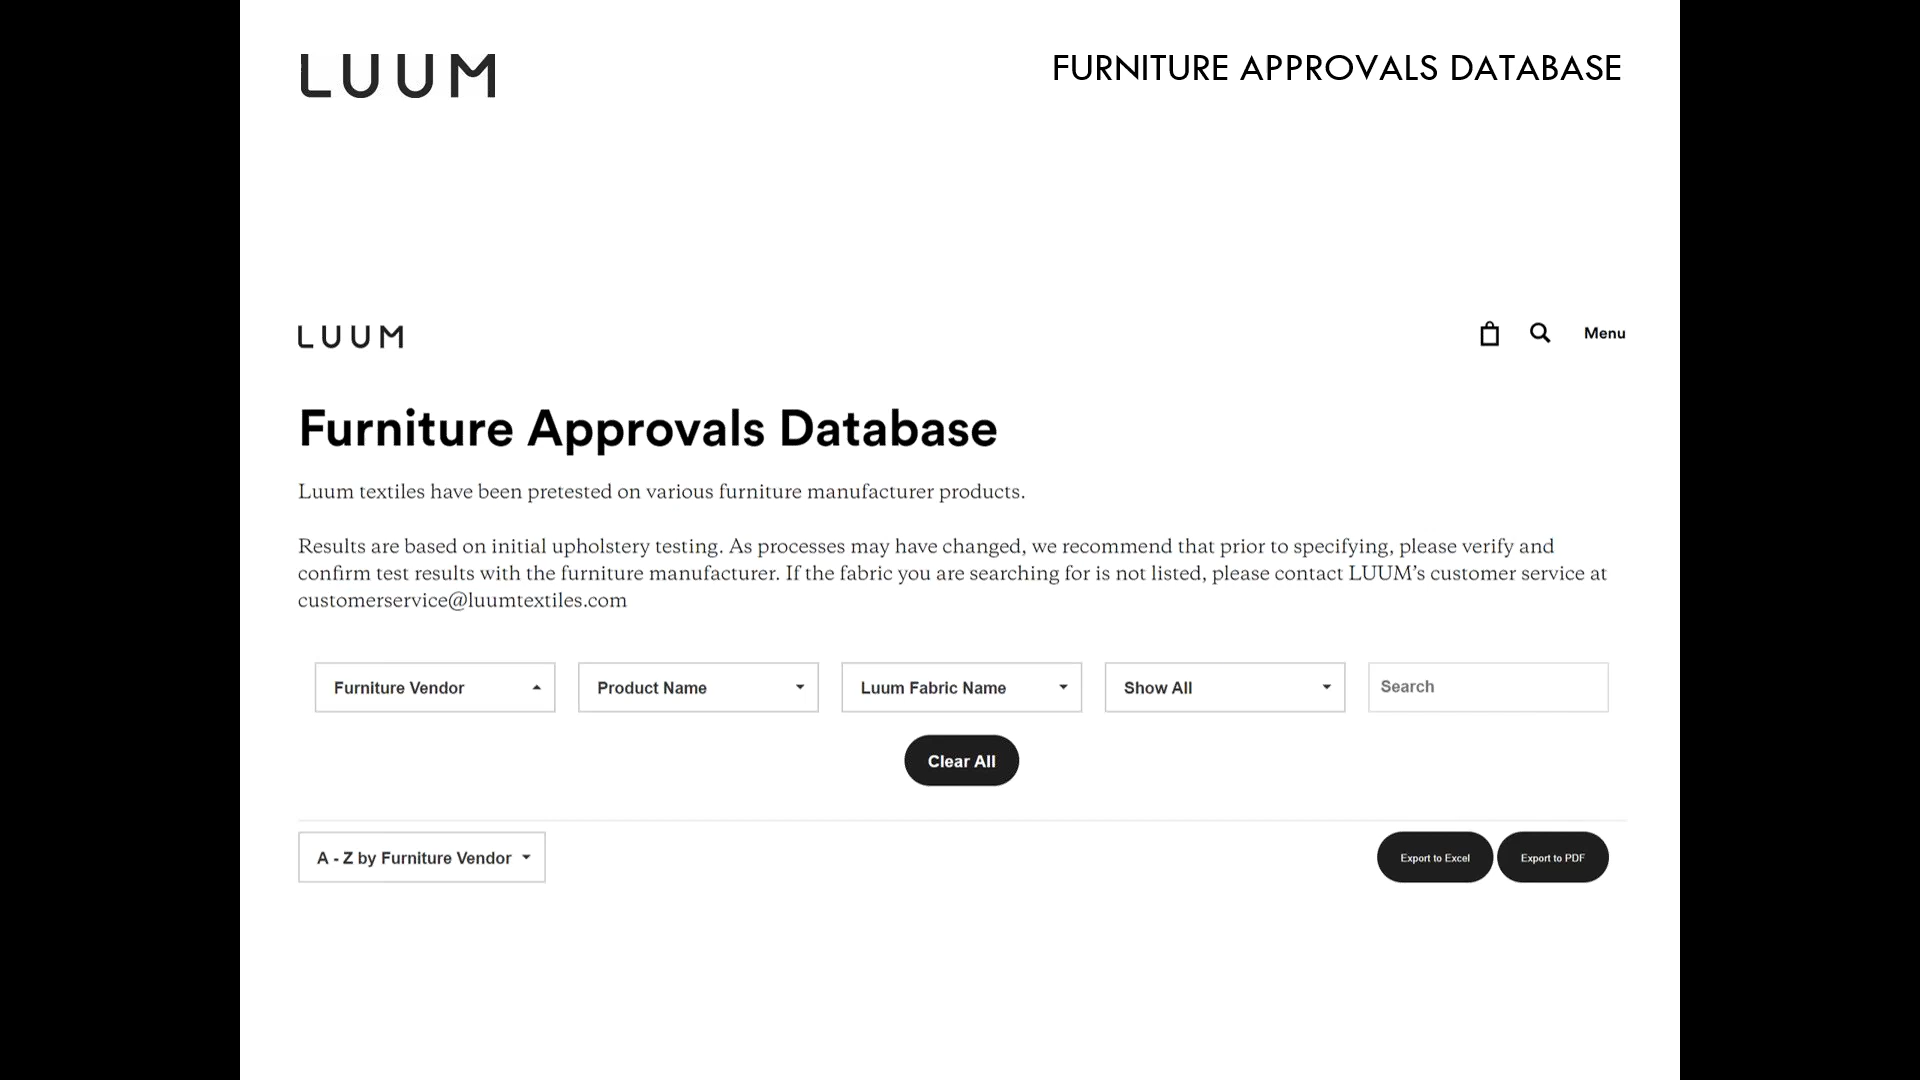 LUUM
FURNITURE APPROVALS DATABASE
LUUM
Menu
Furniture Approvals Database
Luum textiles have been pretested on various furniture manufacturer products.
Results are based on initial upholstery testing. As processes may have changed, we recommend that prior to specifying, please verify and
confirm test results with the furniture manufacturer. If the fabric you are searching for is not listed, please contact LUUM’s customer service at
customerservice@luumtextiles.com
Furniture Vendor
Product Name
Luum Fabric Name
Show All
Search
Clear All
A - Z by Furniture Vendor
Export to Excel
Export to PDF